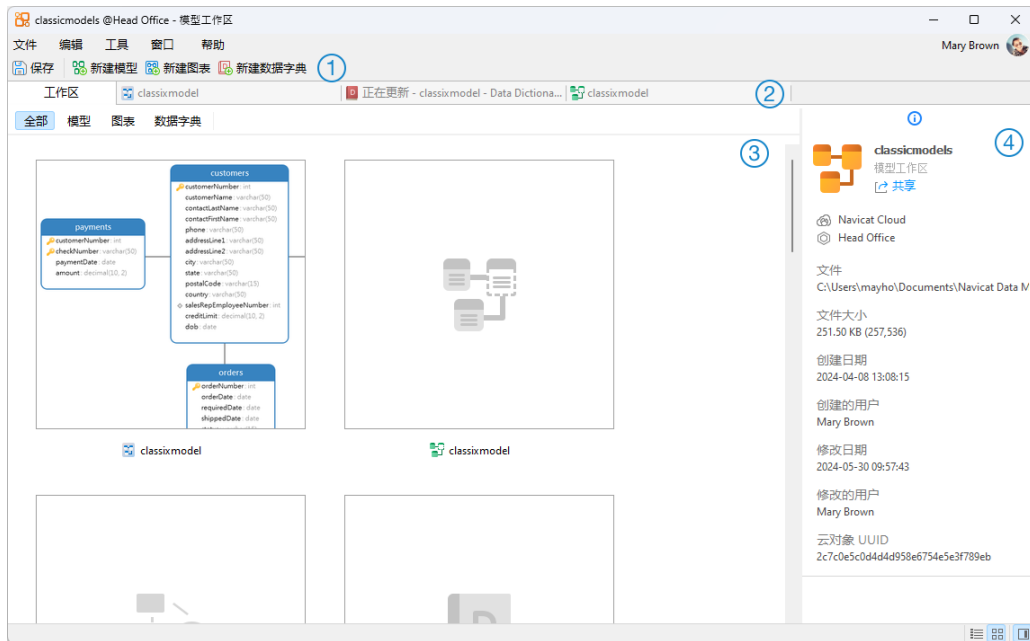 classicmodels @Head Office - 模型工作区
文件 编辑 工具 窗口 帮助 Mary Brown
保存 新建模型 新建图表 新建数据字典 ①
工作区 classixmodel 正在更新 - classixmodel - Data Dictiona... classixmodel ②
全部 模型 图表 数据字典
③
customers
customerNumber: int
customerName: varchar(50)
contactLastName: varchar(50)
contactFirstName: varchar(50)
phone: varchar(50)
addressLine1: varchar(50)
addressLine2: varchar(50)
city: varchar(50)
state: varchar(50)
postalCode: varchar(15)
country: varchar(50)
salesRepEmployeeNumber: int
creditLimit: decimal(10, 2)
dob: date
payments
customerNumber: int
checkNumber: varchar(50)
paymentDate: date
amount: decimal(10, 2)
orders
orderNumber: int
orderDate: date
requiredDate: date
shippedDate: date
classixmodel
classixmodel
D
④
classicmodels
模型工作区
共享
Navicat Cloud
Head Office
文件
C:\Users\mayho\Documents\Navicat Data M
文件大小
251.50 KB (257,536)
创建日期
2024-04-08 13:08:15
创建的用户
Mary Brown
修改日期
2024-05-30 09:57:43
修改的用户
Mary Brown
云对象 UUID
2c7c0e5c0d4d4d958e6754e5e3f789eb